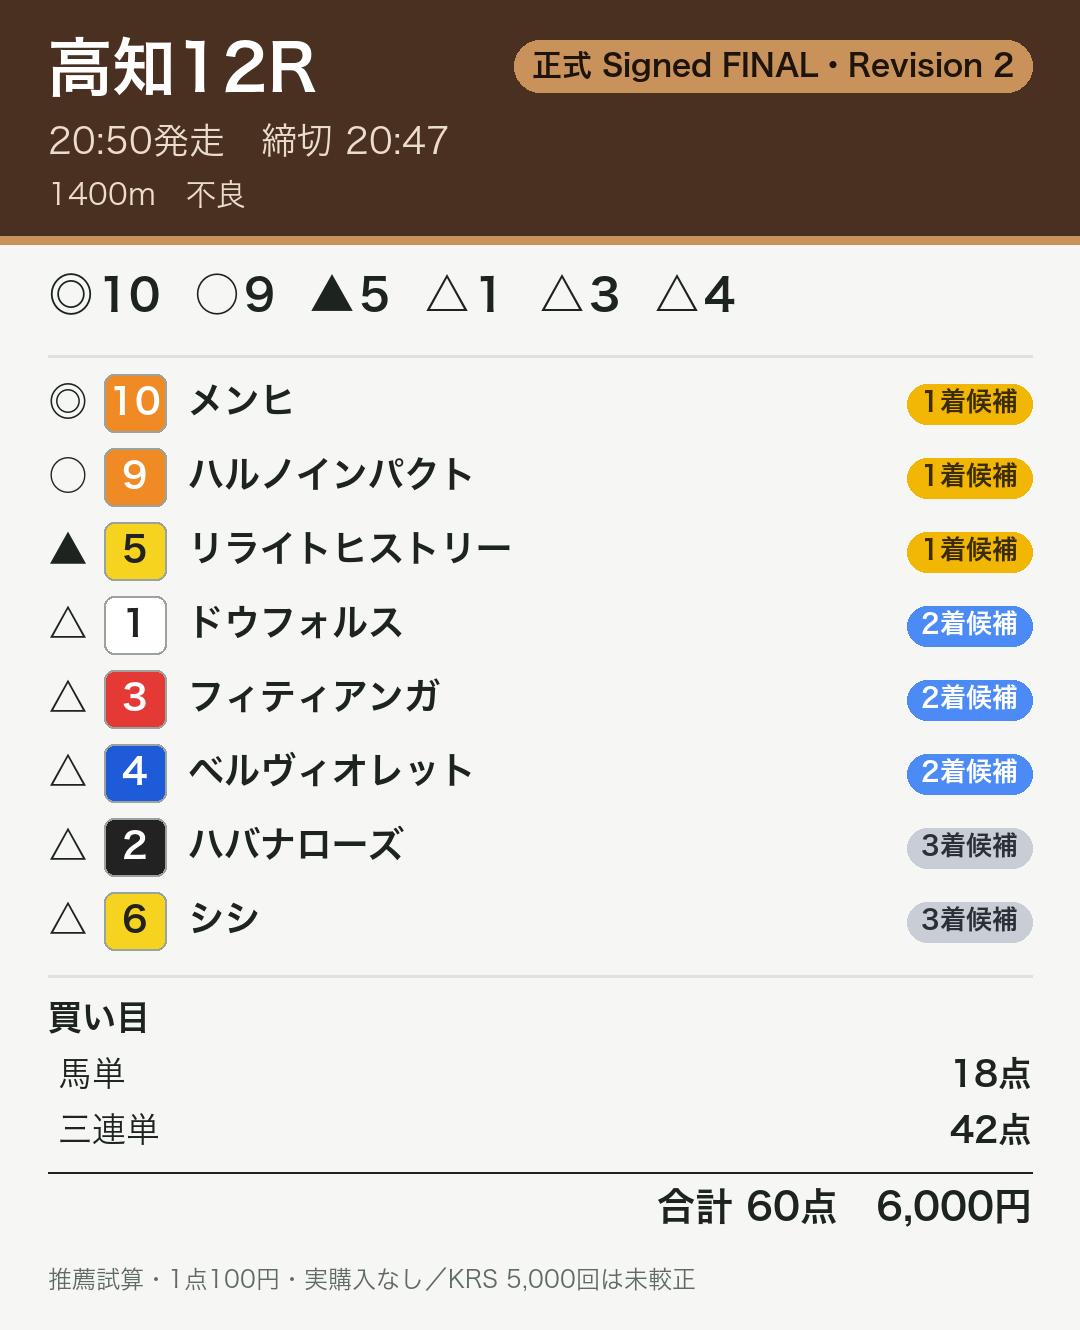 高知12R
正式 Signed FINAL・Revision 2
20:50発走　締切 20:47
1400m　不良
◎10 ○9 ▲5 △1 △3 △4
◎ 10 メンヒ 1着候補
○ 9 ハルノインパクト 1着候補
▲ 5 リライトヒストリー 1着候補
△ 1 ドウフォルス 2着候補
△ 3 フィティアンガ 2着候補
△ 4 ベルヴィオレット 2着候補
△ 2 ハバナローズ 3着候補
△ 6 シシ 3着候補
買い目
馬単 18点
三連単 42点
合計 60点　6,000円
推薦試算・1点100円・実購入なし／KRS 5,000回は未較正